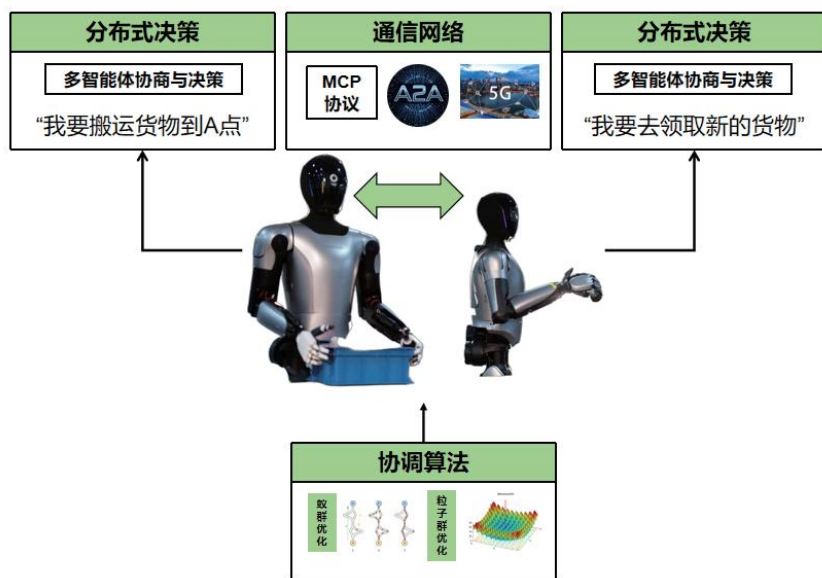 分布式决策
多智能体协商与决策
“我要搬运货物到A点”
通信网络
MCP
协议
A2A
5G
分布式决策
多智能体协商与决策
“我要去领取新的货物”
协调算法
蚁群优化
粒子群优化